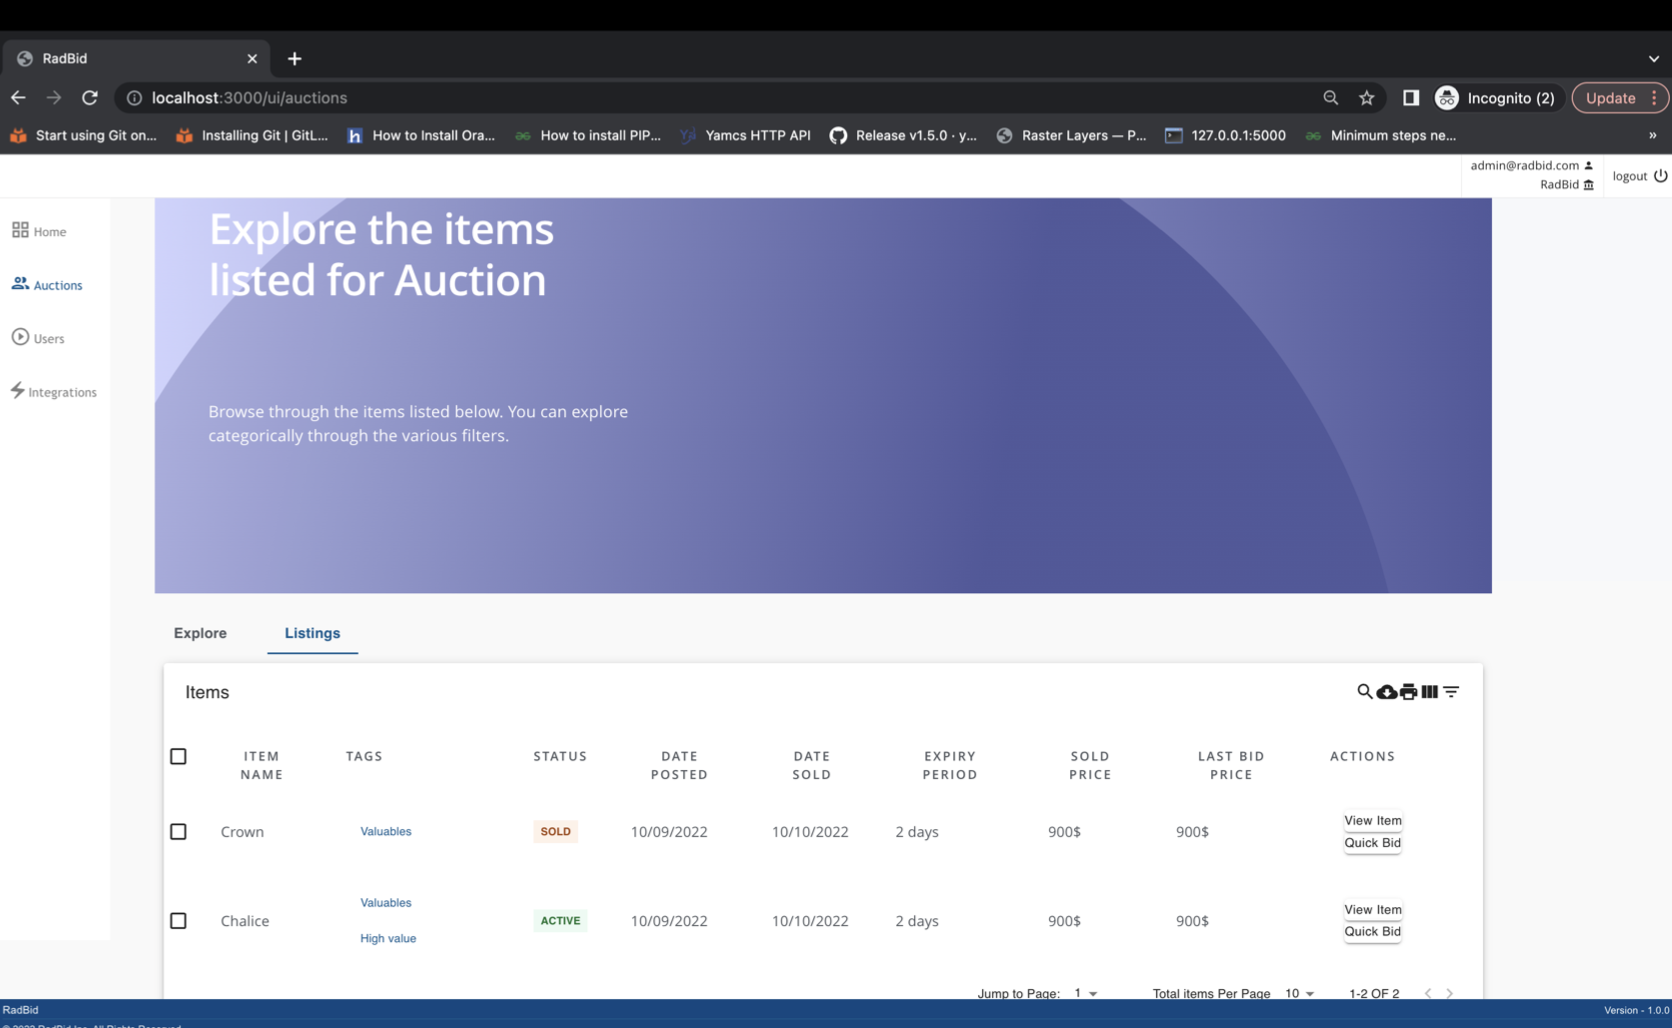 RadBid
localhost:3000/ui/auctions
Incognito (2)
Update
Start using Git on...
Installing Git | GitL...
How to Install Ora...
How to install PIP...
Yamcs HTTP API
Release v1.5.0 · y...
Raster Layers — P...
127.0.0.1:5000
Minimum steps ne...
»
admin@radbid.com
RadBid
logout
Home
Auctions
Users
Integrations
Explore the items
listed for Auction
Browse through the items listed below. You can explore
categorically through the various filters.
Explore
Listings
Items
ITEM NAME
TAGS
STATUS
DATE POSTED
DATE SOLD
EXPIRY PERIOD
SOLD PRICE
LAST BID PRICE
ACTIONS
Crown
Valuables
SOLD
10/09/2022
10/10/2022
2 days
900$
900$
View Item
Quick Bid
Chalice
Valuables
High value
ACTIVE
10/09/2022
10/10/2022
2 days
900$
900$
View Item
Quick Bid
Jump to Page: 1
Total items Per Page 10
1-2 OF 2
RadBid
Version - 1.0.0